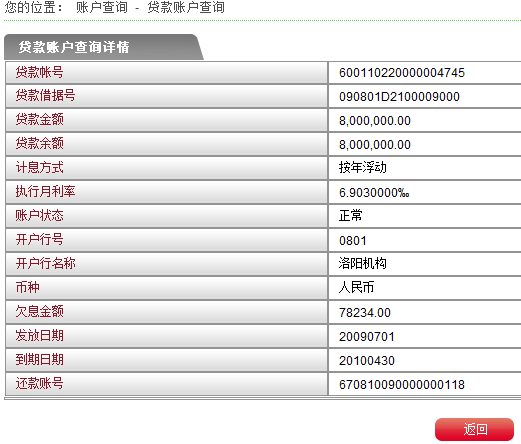 您的位置： 账户查询 - 贷款账户查询
贷款账户查询详情
贷款帐号 600110220000004745
贷款借据号 090801D2100009000
贷款金额 8,000,000.00
贷款余额 8,000,000.00
计息方式 按年浮动
执行月利率 6.9030000‰
账户状态 正常
开户行号 0801
开户行名称 洛阳机构
币种 人民币
欠息金额 78234.00
发放日期 20090701
到期日期 20100430
还款账号 670810090000000118
返回